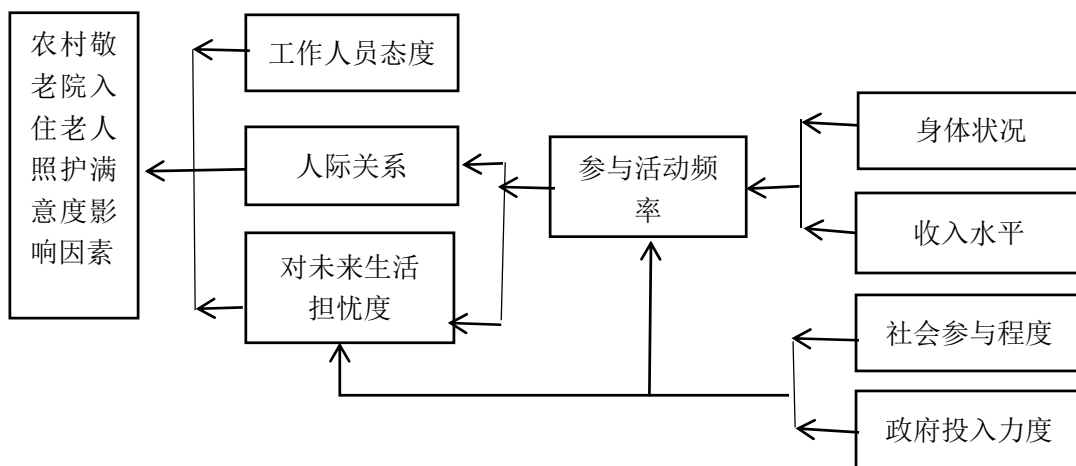 农村敬
老院入
住老人
照护满
意度影
响因素
工作人员态度
人际关系
对未来生活
担忧度
参与活动频
率
身体状况
收入水平
社会参与程度
政府投入力度